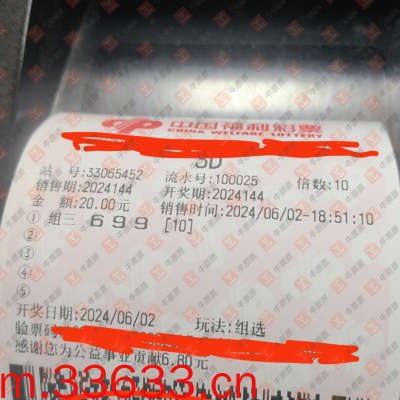 中国福利彩票
CHINA WELFARE LOTTERY
3D
站 号:33065452 流水号:100025 倍数:10
销售期:2024144 开奖期:2024144
金 额:20.00元 销售时间:2024/06/02-18:51:10
① 组三 6 9 9 [10]
②
③
④
⑤
开奖日期:2024/06/02 玩法:组选
验票码:
感谢您为公益事业贡献6.80元
m.33633.cn